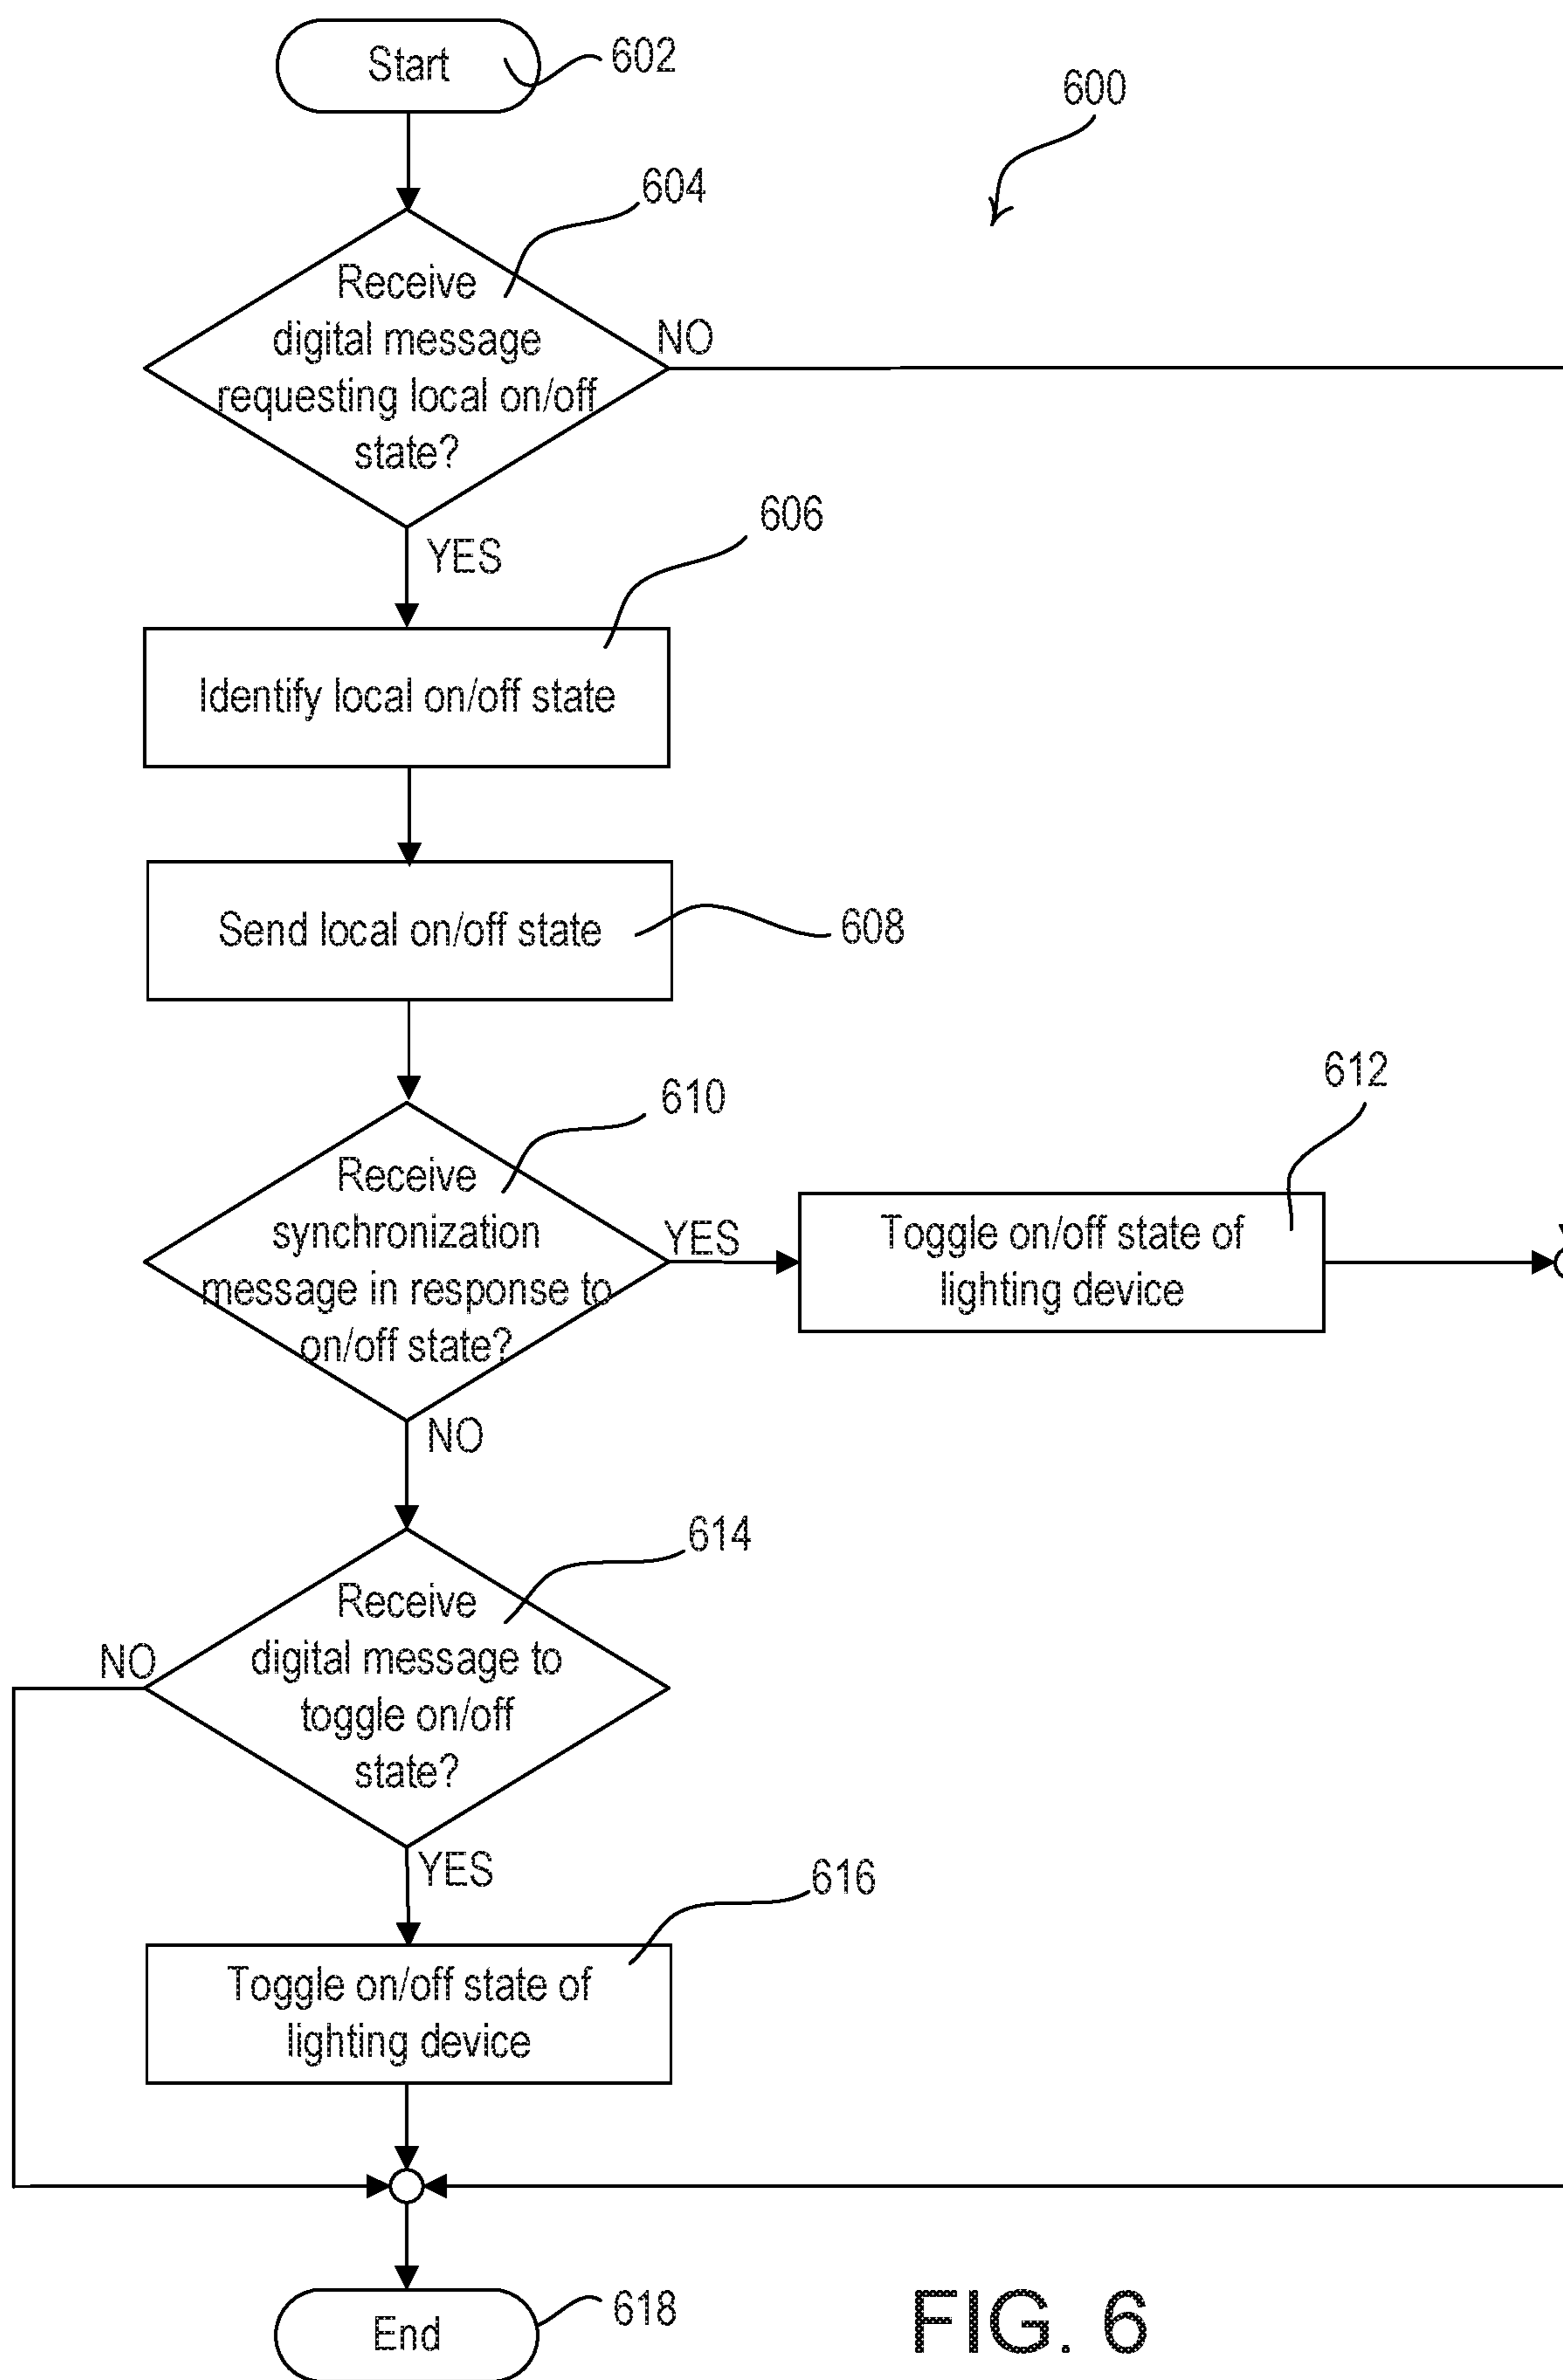 Start
602
600
604
Receive
digital message
requesting local on/off
state?
NO
YES
606
Identify local on/off state
Send local on/off state
608
610
Receive
synchronization
message in response to
on/off state?
YES
612
Toggle on/off state of
lighting device
NO
614
Receive
digital message to
toggle on/off
state?
NO
YES
616
Toggle on/off state of
lighting device
End
618
FIG. 6